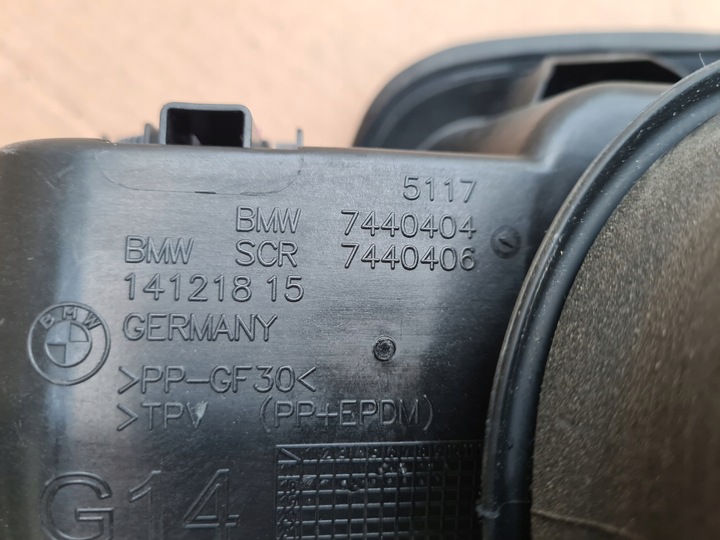 5117
BMW 7440404
BMW SCR 7440406
141218 15
BMW
GERMANY
>PP-GF30<
>TPV (PP+EPDM)
G14